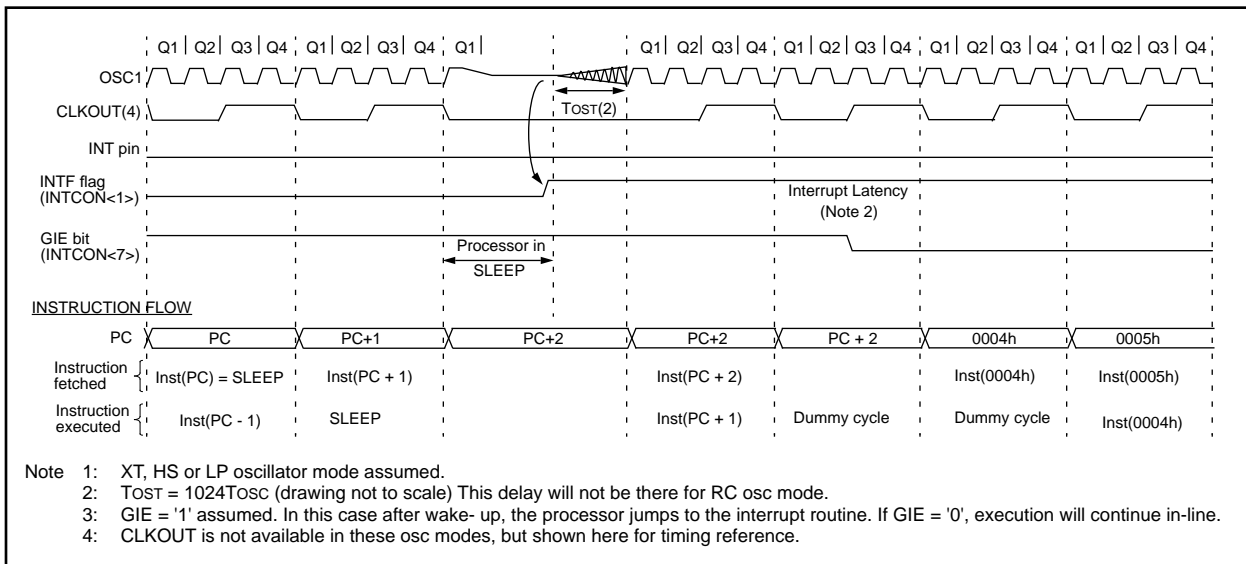 Q1 Q2 Q3 Q4 Q1 Q2 Q3 Q4 Q1 Q1 Q2 Q3 Q4 Q1 Q2 Q3 Q4 Q1 Q2 Q3 Q4 Q1 Q2 Q3 Q4
OSC1
TOST(2)
CLKOUT(4)
INT pin
INTF flag
(INTCON<1>)
Interrupt Latency
(Note 2)
GIE bit
(INTCON<7>)
Processor in
SLEEP
INSTRUCTION FLOW
PC PC PC+1 PC+2 PC+2 PC + 2 0004h 0005h
Instruction
fetched
Inst(PC) = SLEEP Inst(PC + 1) Inst(PC + 2) Inst(0004h) Inst(0005h)
Instruction
executed
Inst(PC - 1) SLEEP Inst(PC + 1) Dummy cycle Dummy cycle Inst(0004h)
Note 1: XT, HS or LP oscillator mode assumed.
2: TOST = 1024TOSC (drawing not to scale) This delay will not be there for RC osc mode.
3: GIE = '1' assumed. In this case after wake- up, the processor jumps to the interrupt routine. If GIE = '0', execution will continue in-line.
4: CLKOUT is not available in these osc modes, but shown here for timing reference.